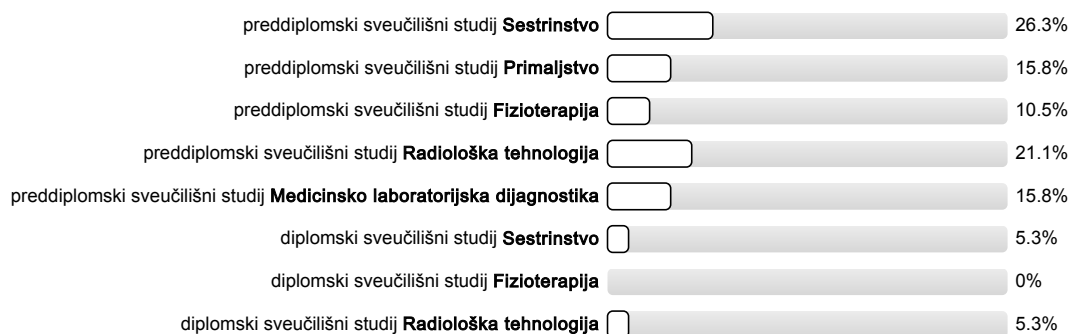 preddiplomski sveučilišni studij Sestrinstvo 26.3%
preddiplomski sveučilišni studij Primaljstvo 15.8%
preddiplomski sveučilišni studij Fizioterapija 10.5%
preddiplomski sveučilišni studij Radiološka tehnologija 21.1%
preddiplomski sveučilišni studij Medicinsko laboratorijska dijagnostika 15.8%
diplomski sveučilišni studij Sestrinstvo 5.3%
diplomski sveučilišni studij Fizioterapija 0%
diplomski sveučilišni studij Radiološka tehnologija 5.3%